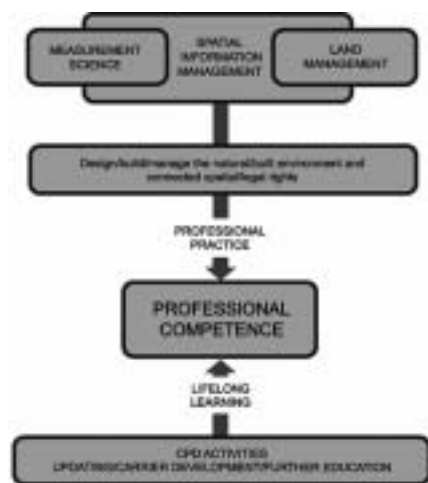 MEASUREMENT
SCIENCE
SPATIAL
INFORMATION
MANAGEMENT
LAND
MANAGEMENT
Design/build/manage the natural/built environment and
connected spatial/legal rights
PROFESSIONAL
PRACTICE
PROFESSIONAL
COMPETENCE
LIFELONG
LEARNING
CPD ACTIVITIES
UPDATING/CARRIER DEVELOPMENT/FURTHER EDUCATION